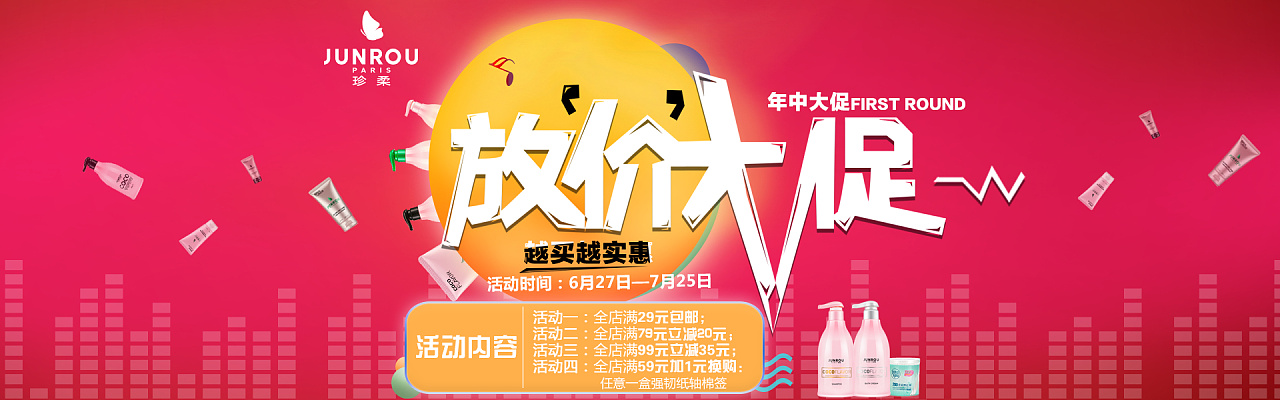 JUNROU
PARIS
珍柔
年中大促FIRST ROUND
放‘价’大促
越买越实惠
活动时间：6月27日—7月25日
活动内容
活动一：全店满29元包邮；
活动二：全店满79元立减20元；
活动三：全店满99元立减35元；
活动四：全店满59元加1元换购：
任意一盒强韧纸轴棉签
JUNROU
JUNROU
COCO